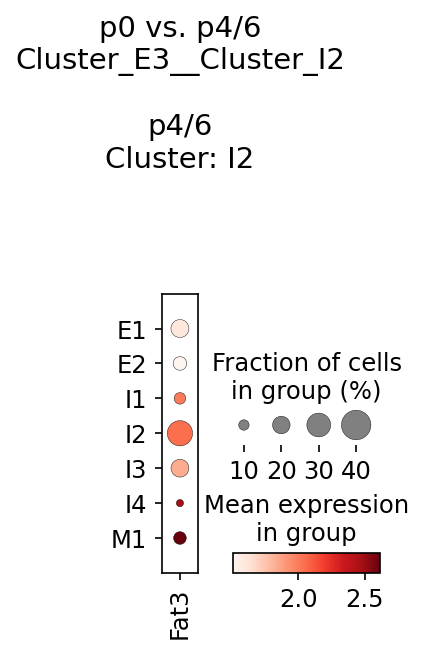 p0 vs. p4/6
Cluster_E3__Cluster_I2
p4/6
Cluster: I2
E1
E2
I1
I2
I3
I4
M1
Fat3
Fraction of cells
in group (%)
10 20 30 40
Mean expression
in group
2.0 2.5